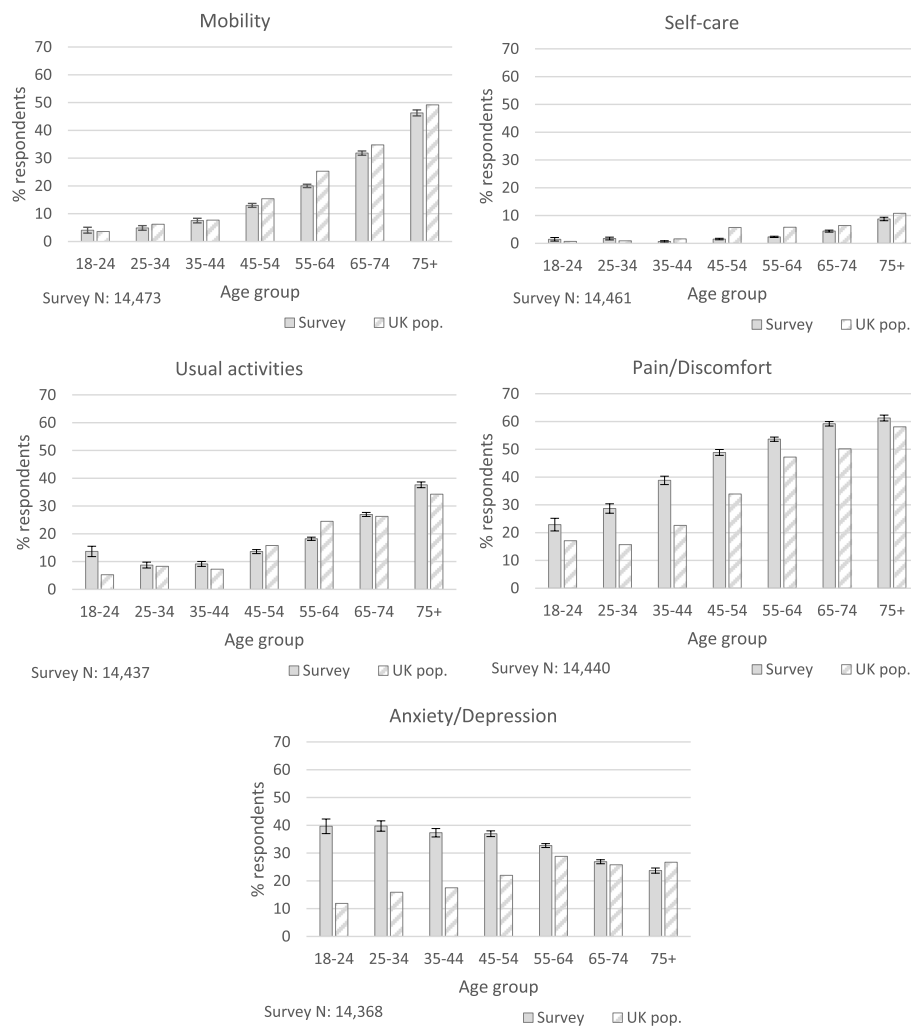 Mobility
% respondents
70
60
50
40
30
20
10
0
18-24 25-34 35-44 45-54 55-64 65-74 75+
Age group
Survey N: 14,473
Survey UK pop.
Self-care
% respondents
70
60
50
40
30
20
10
0
18-24 25-34 35-44 45-54 55-64 65-74 75+
Age group
Survey N: 14,461
Survey UK pop.
Usual activities
% respondents
70
60
50
40
30
20
10
0
18-24 25-34 35-44 45-54 55-64 65-74 75+
Age group
Survey N: 14,437
Survey UK pop.
Pain/Discomfort
% respondents
70
60
50
40
30
20
10
0
18-24 25-34 35-44 45-54 55-64 65-74 75+
Age group
Survey N: 14,440
Survey UK pop.
Anxiety/Depression
% respondents
70
60
50
40
30
20
10
0
18-24 25-34 35-44 45-54 55-64 65-74 75+
Age group
Survey N: 14,368
Survey UK pop.